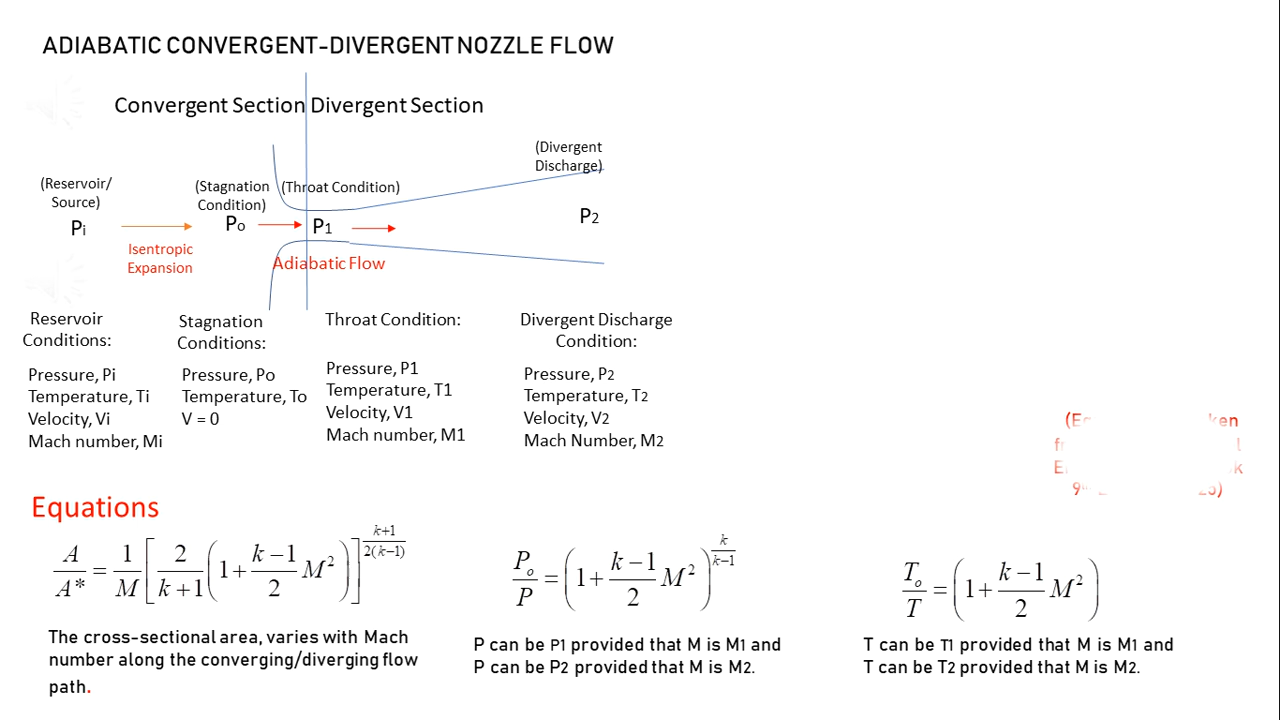 ADIABATIC CONVERGENT-DIVERGENT NOZZLE FLOW
Convergent Section Divergent Section
(Divergent
Discharge)
(Reservoir/
Source)
(Stagnation
Condition)
(Throat Condition)
Pi
Po
P1
P2
Isentropic
Expansion
Adiabatic Flow
Reservoir
Conditions:
Pressure, Pi
Temperature, Ti
Velocity, Vi
Mach number, Mi
Stagnation
Conditions:
Pressure, Po
Temperature, To
V = 0
Throat Condition:
Pressure, P1
Temperature, T1
Velocity, V1
Mach number, M1
Divergent Discharge
Condition:
Pressure, P2
Temperature, T2
Velocity, V2
Mach Number, M2
Equations
A/A* = 1/M [2/(k+1) (1+ (k−1)/2 M²)]^((k+1)/(2(k−1)))
Po/P = (1+ (k−1)/2 M²)^(k/(k−1))
To/T = (1+ (k−1)/2 M²)
The cross-sectional area, varies with Mach
number along the converging/diverging flow
path.
P can be P1 provided that M is M1 and
P can be P2 provided that M is M2.
T can be T1 provided that M is M1 and
T can be T2 provided that M is M2.